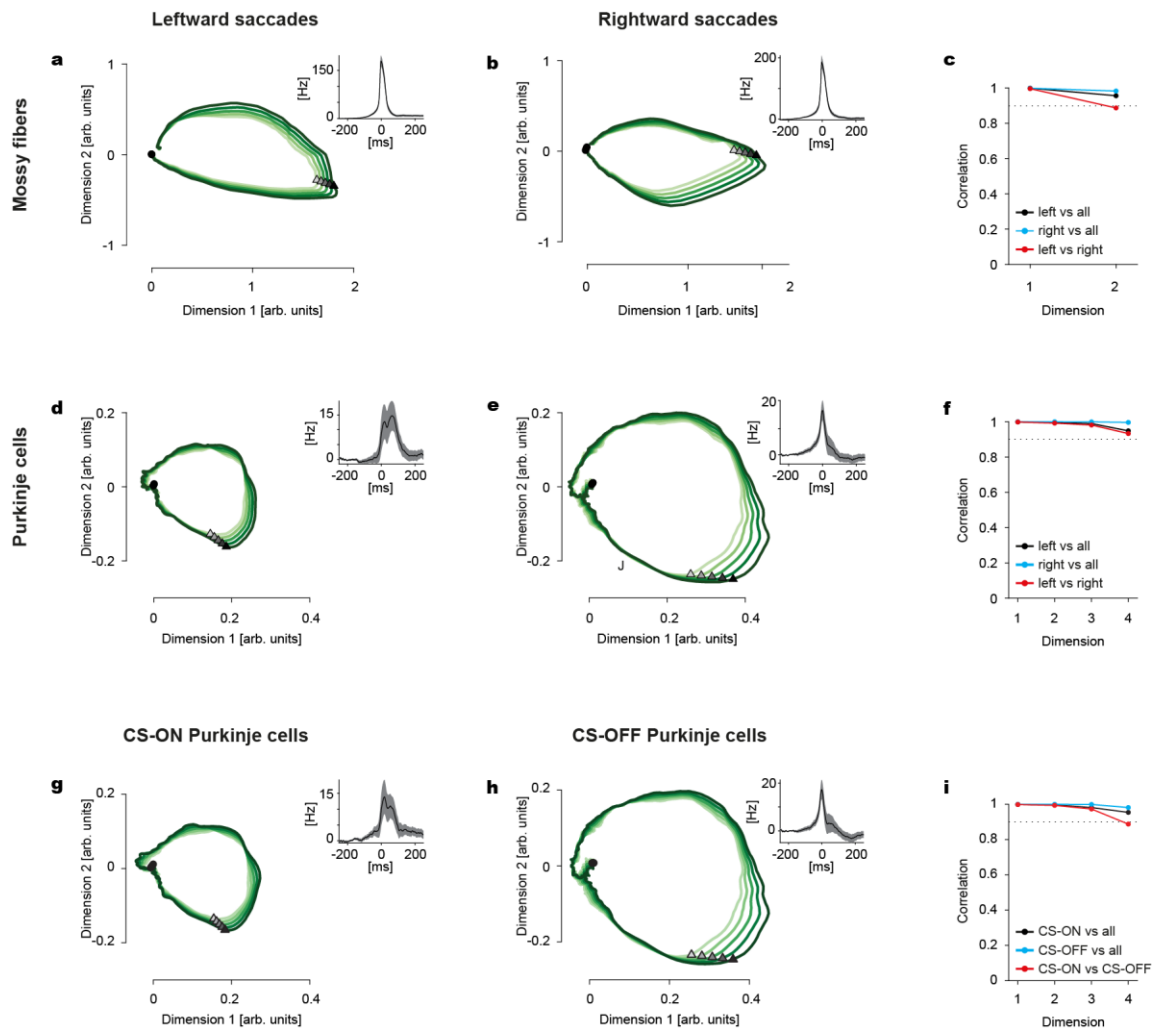 Leftward saccades
Rightward saccades
Mossy fibers
a
Dimension 2 [arb. units]
1
0
-1
0
1
2
Dimension 1 [arb. units]
[Hz]
150
0
-200
0
200
[ms]
b
Dimension 2 [arb. units]
1
0
-1
0
1
2
Dimension 1 [arb. units]
[Hz]
200
0
-200
0
200
[ms]
c
Correlation
1
0.8
0.6
0.4
0.2
0
left vs all
right vs all
left vs right
1
2
Dimension
Purkinje cells
d
Dimension 2 [arb. units]
0.2
0
-0.2
0
0.2
0.4
Dimension 1 [arb. units]
[Hz]
15
0
-200
0
200
[ms]
e
Dimension 2 [arb. units]
0.2
0
-0.2
J
0
0.2
0.4
Dimension 1 [arb. units]
[Hz]
20
0
-200
0
200
[ms]
f
Correlation
1
0.8
0.6
0.4
0.2
0
left vs all
right vs all
left vs right
1
2
3
4
Dimension
CS-ON Purkinje cells
CS-OFF Purkinje cells
g
Dimension 2 [arb. units]
0.2
0
-0.2
0
0.2
0.4
Dimension 1 [arb. units]
[Hz]
15
0
-200
0
200
[ms]
h
Dimension 2 [arb. units]
0.2
0
-0.2
0
0.2
0.4
Dimension 1 [arb. units]
[Hz]
20
0
-200
0
200
[ms]
i
Correlation
1
0.8
0.6
0.4
0.2
0
CS-ON vs all
CS-OFF vs all
CS-ON vs CS-OFF
1
2
3
4
Dimension